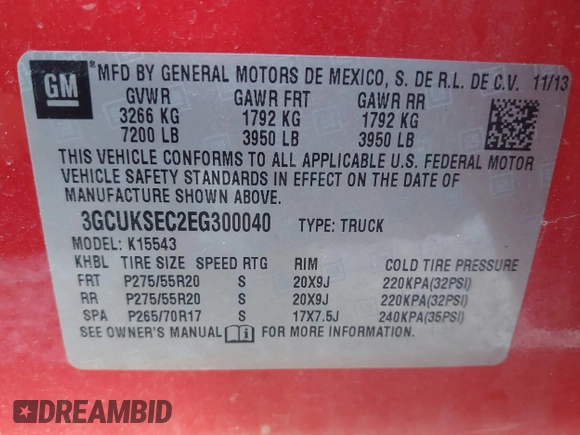 GM
® MFD BY GENERAL MOTORS DE MEXICO, S. DE R.L. DE C.V. 11/13
GVWR GAWR FRT GAWR RR
3266 KG 1792 KG 1792 KG
7200 LB 3950 LB 3950 LB
THIS VEHICLE CONFORMS TO ALL APPLICABLE U.S. FEDERAL MOTOR
VEHICLE SAFETY STANDARDS IN EFFECT ON THE DATE OF
MANUFACTURE SHOWN ABOVE.
3GCUKSEC2EG300040 TYPE: TRUCK
MODEL: K15543
KHBL TIRE SIZE SPEED RTG RIM COLD TIRE PRESSURE
FRT P275/55R20 S 20X9J 220KPA(32PSI)
RR P275/55R20 S 20X9J 220KPA(32PSI)
SPA P265/70R17 S 17X7.5J 240KPA(35PSI)
SEE OWNER'S MANUAL i FOR MORE INFORMATION.
DREAMBID